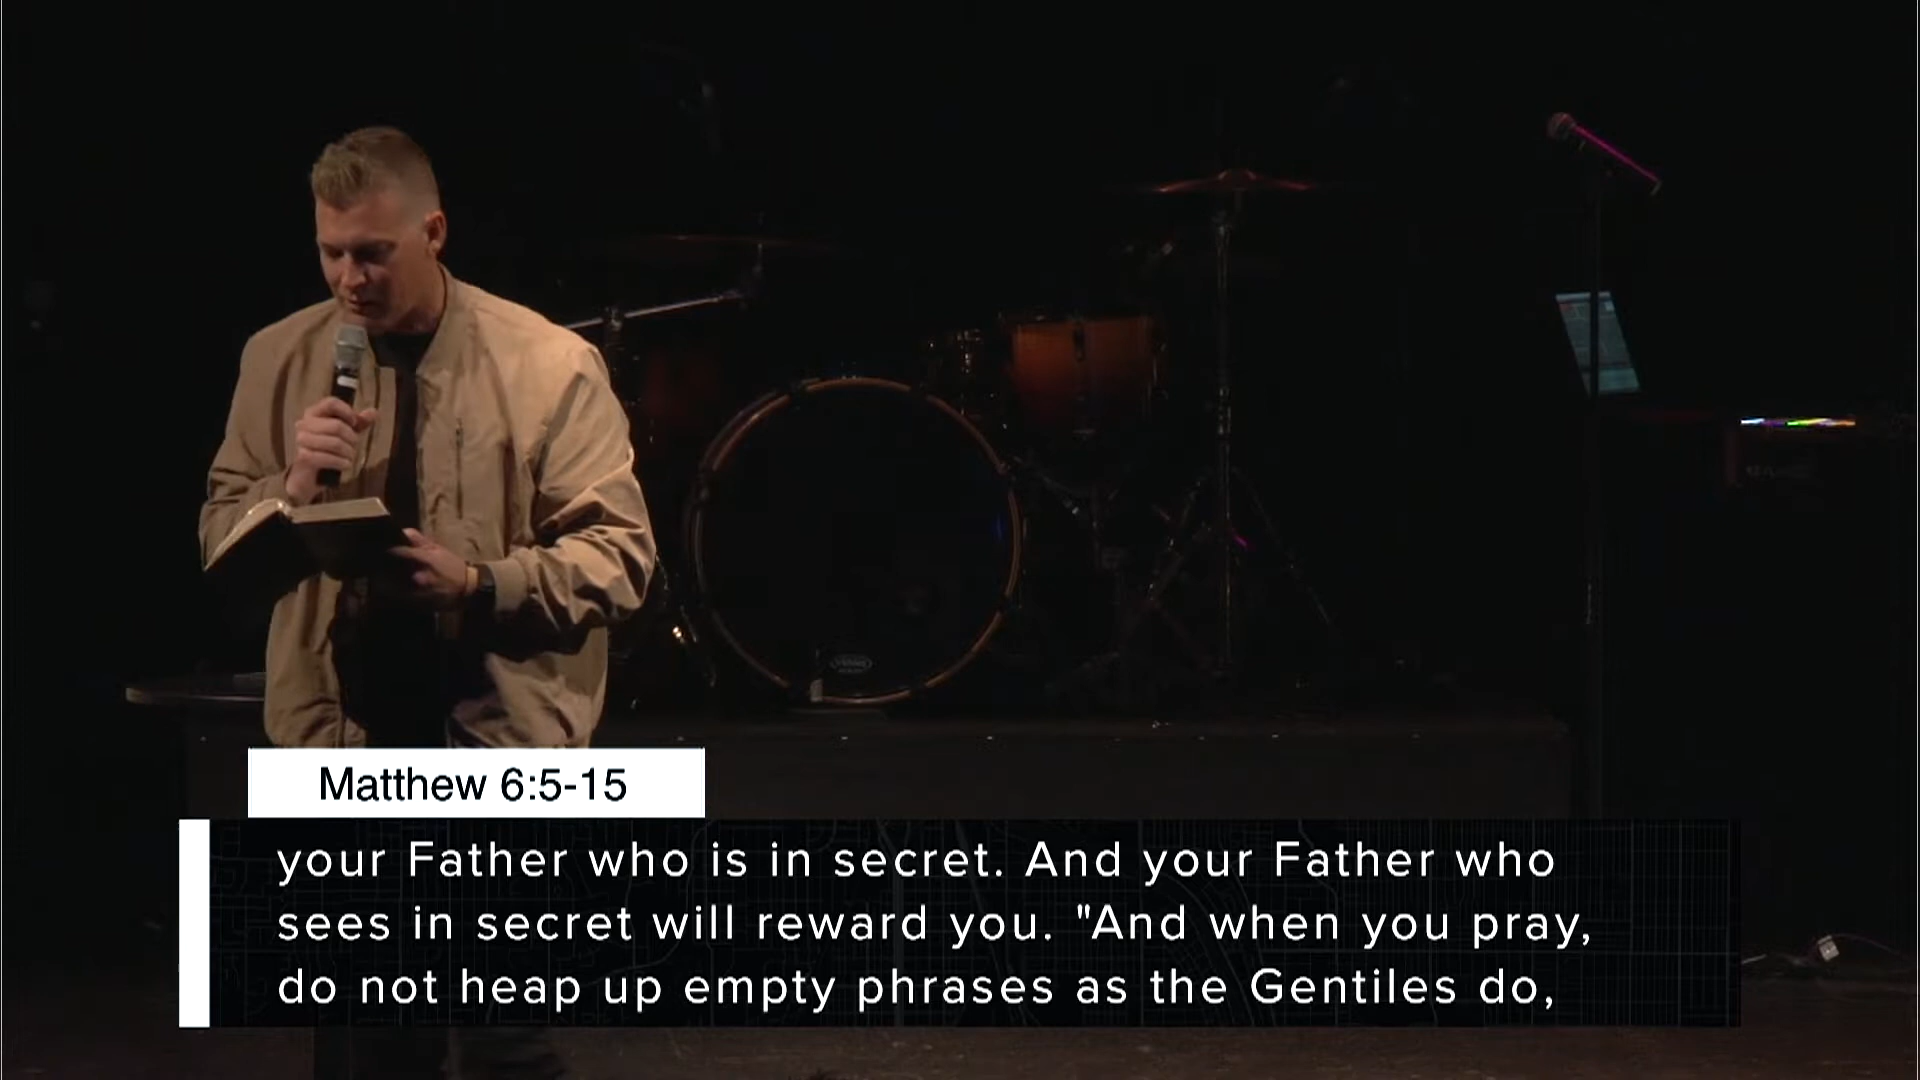 Matthew 6:5-15
your Father who is in secret. And your Father who
sees in secret will reward you. "And when you pray,
do not heap up empty phrases as the Gentiles do,